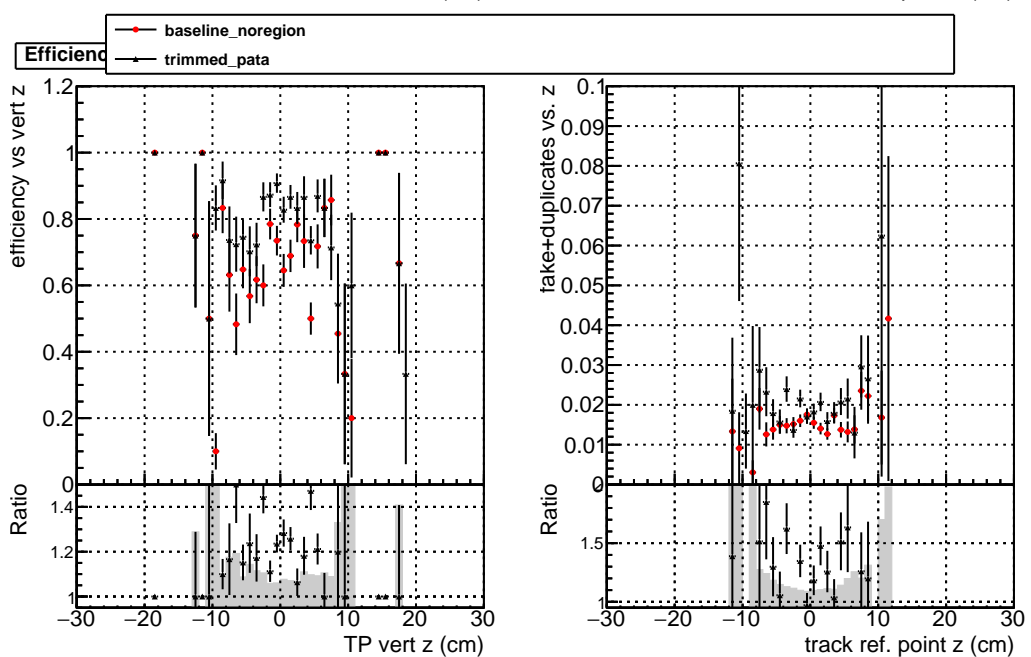 baseline_noregion
trimmed_pata
Efficienc
efficiency vs vert z
1.2
1
0.8
0.6
0.4
0.2
0
Ratio
1.4
1.2
1
−30 −20 −10 0 10 20 30
TP vert z (cm)
fake+duplicates vs. z
0.1
0.09
0.08
0.07
0.06
0.05
0.04
0.03
0.02
0.01
0
Ratio
1.5
1
−30 −20 −10 0 10 20 30
track ref. point z (cm)